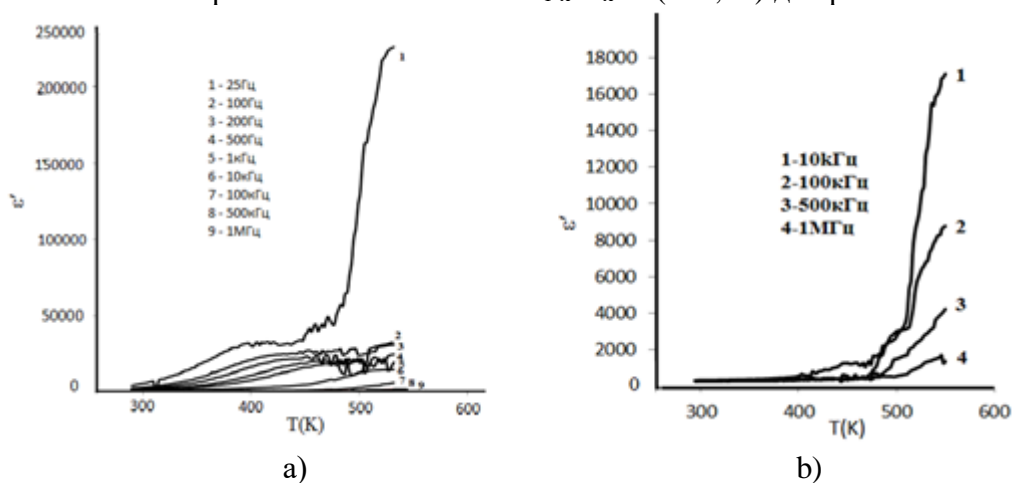 250000
200000
150000
100000
50000
0
ε′
300
400
500
600
T(K)
1 - 25Гц
2 - 100Гц
3 - 200Гц
4 - 500Гц
5 - 1кГц
6 - 10кГц
7 - 100кГц
8 - 500кГц
9 - 1МГц
1
2
3
4
7
8
9
a)
18000
16000
14000
12000
10000
8000
6000
4000
2000
0
ε′
300
400
500
600
T(K)
1-10kГц
2-100кГц
3-500кГц
4-1МГц
1
2
3
4
b)